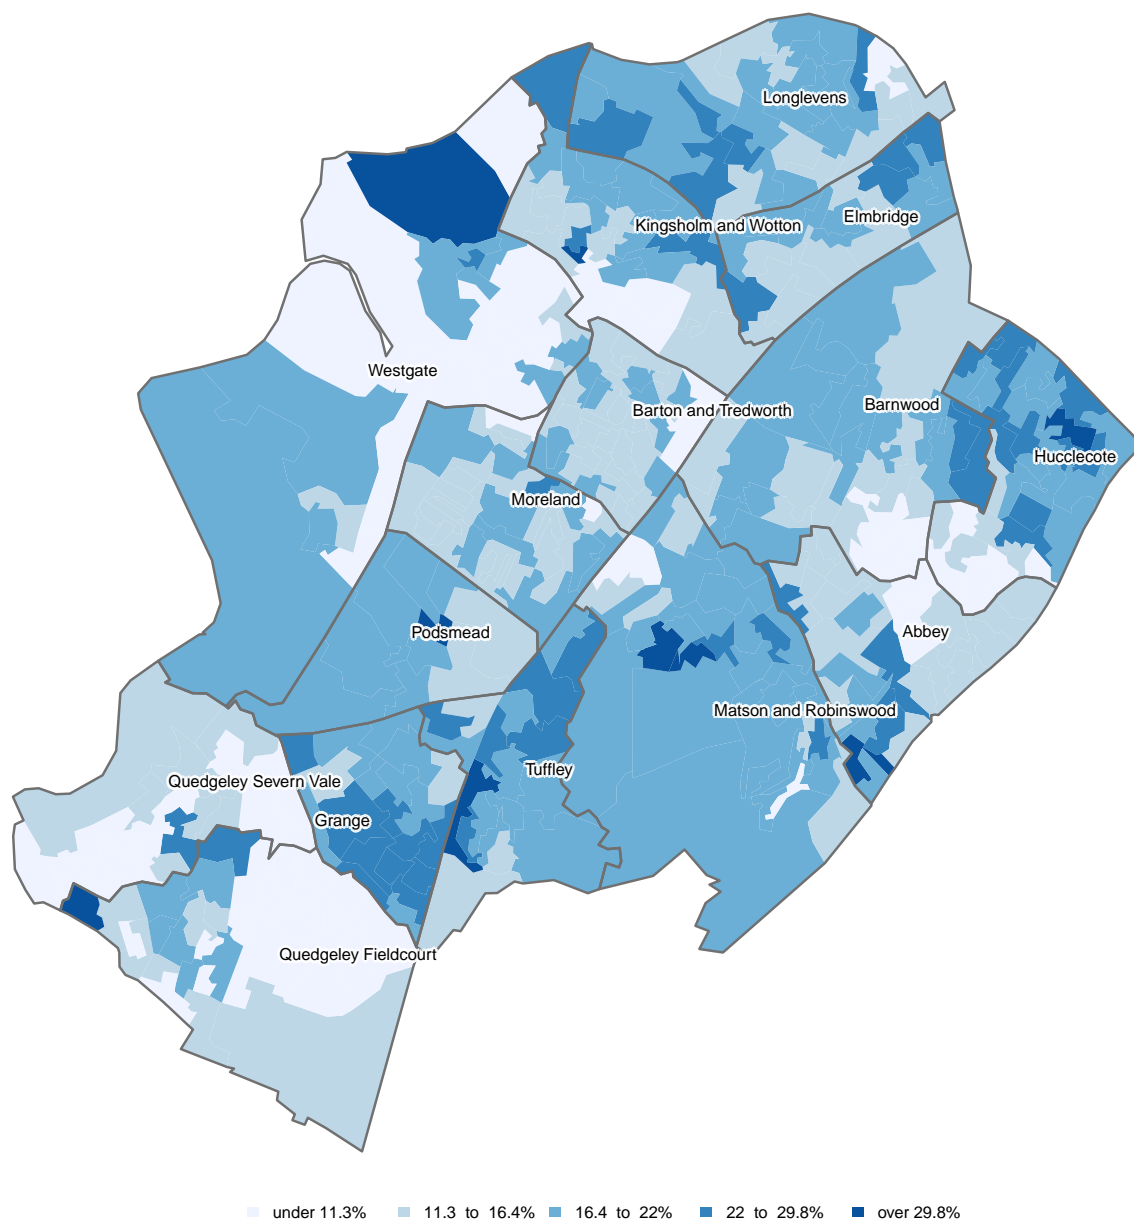 Longlevens
Elmbridge
Kingsholm and Wotton
Westgate
Barton and Tredworth
Barnwood
Hucclecote
Moreland
Podsmead
Abbey
Matson and Robinswood
Tuffley
Quedgeley Severn Vale
Grange
Quedgeley Fieldcourt
under 11.3% 11.3 to 16.4% 16.4 to 22% 22 to 29.8% over 29.8%